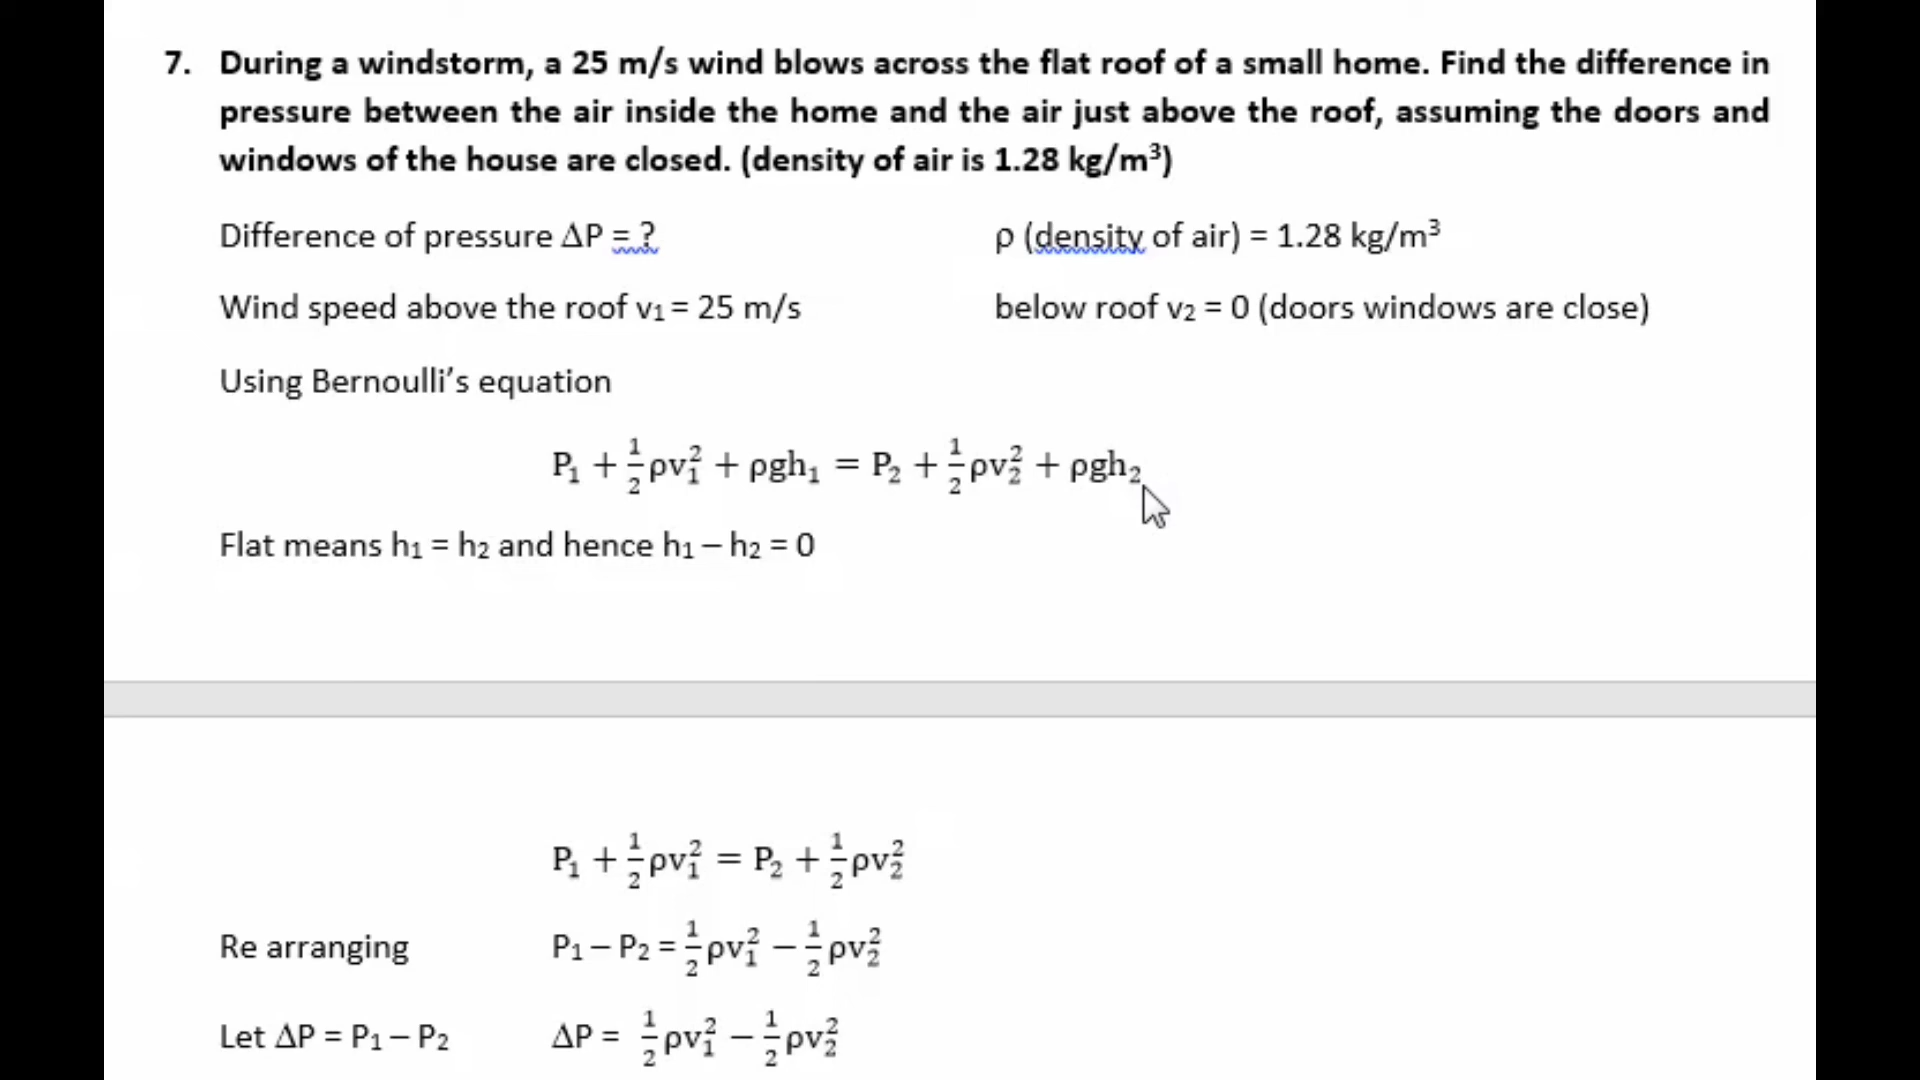 7. During a windstorm, a 25 m/s wind blows across the flat roof of a small home. Find the difference in
pressure between the air inside the home and the air just above the roof, assuming the doors and
windows of the house are closed. (density of air is 1.28 kg/m³)
Difference of pressure ΔP = ? ρ (density of air) = 1.28 kg/m³
Wind speed above the roof v₁ = 25 m/s below roof v₂ = 0 (doors windows are close)
Using Bernoulli’s equation
P₁ + ½ρv₁² + ρgh₁ = P₂ + ½ρv₂² + ρgh₂
Flat means h₁ = h₂ and hence h₁ – h₂ = 0
P₁ + ½ρv₁² = P₂ + ½ρv₂²
Re arranging P₁ – P₂ = ½ρv₁² − ½ρv₂²
Let ΔP = P₁ – P₂ ΔP = ½ρv₁² − ½ρv₂²